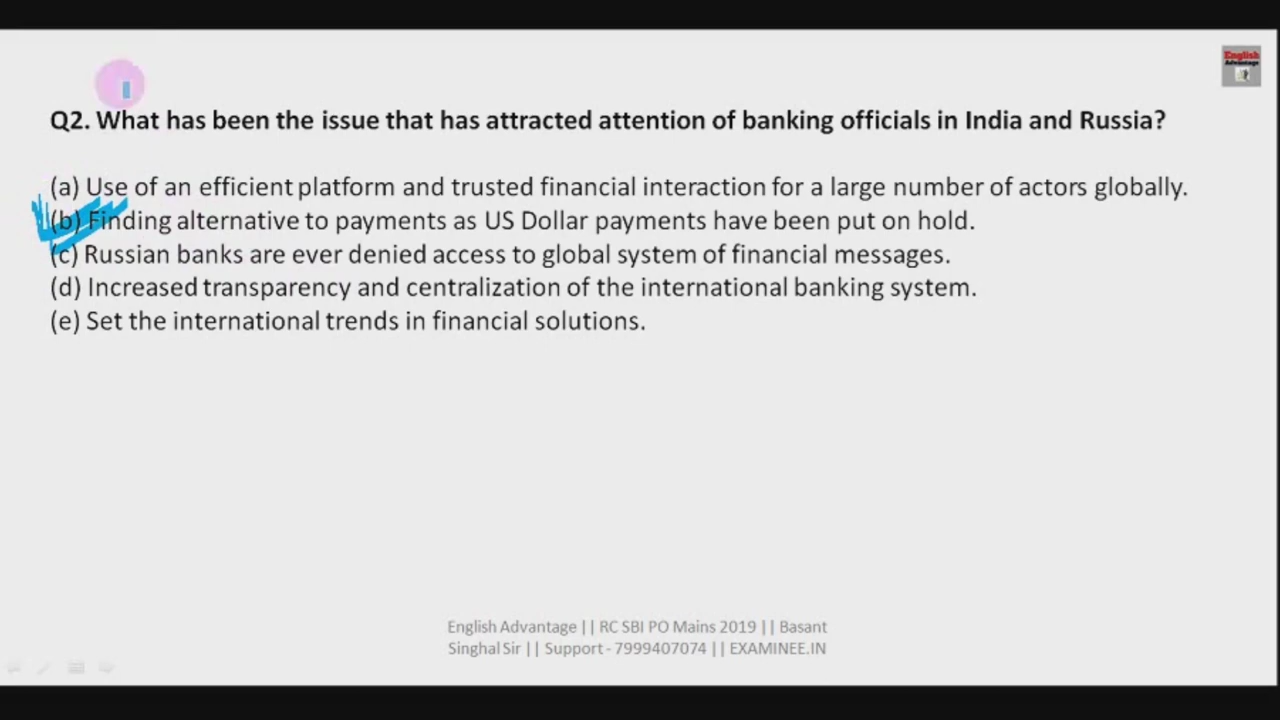 English
Advantage
Q2. What has been the issue that has attracted attention of banking officials in India and Russia?
(a) Use of an efficient platform and trusted financial interaction for a large number of actors globally.
(b) Finding alternative to payments as US Dollar payments have been put on hold.
(c) Russian banks are ever denied access to global system of financial messages.
(d) Increased transparency and centralization of the international banking system.
(e) Set the international trends in financial solutions.
English Advantage || RC SBI PO Mains 2019 || Basant
Singhal Sir || Support - 7999407074 || EXAMINEE.IN